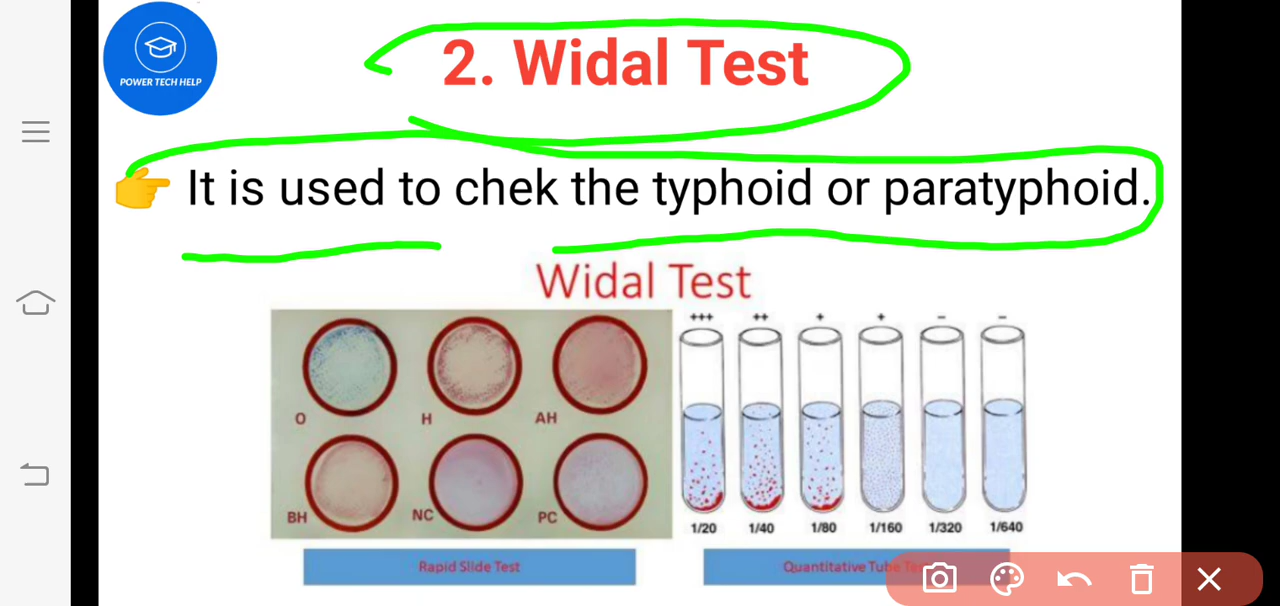 POWER TECH HELP
2. Widal Test
👉 It is used to chek the typhoid or paratyphoid.
Widal Test
+++ ++ + + – –
O H AH
BH NC PC
1/20 1/40 1/80 1/160 1/320 1/640
Rapid Slide Test
Quantitative Tube Te